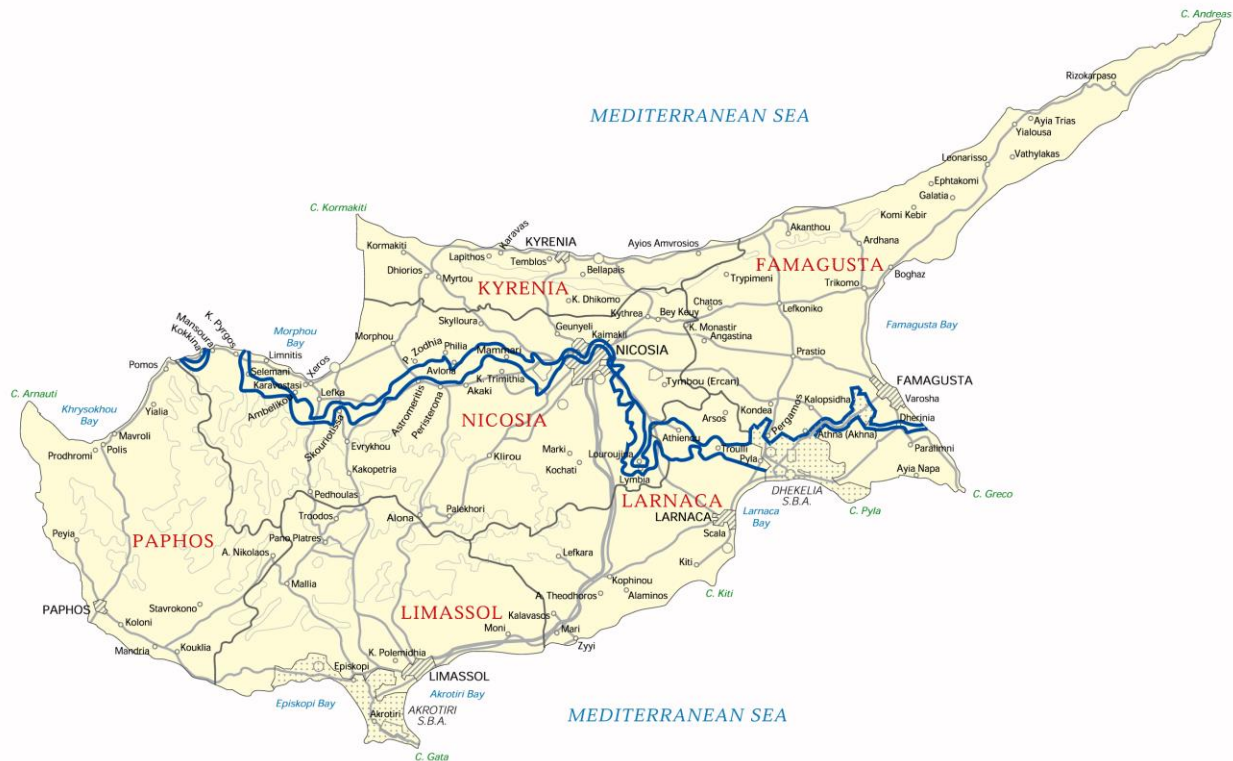 C. Andreas
Rizokarpaso
MEDITERRANEAN SEA
Ayia Trias
Yialousa
Leonarisso
Vathylakas
Ephtakomi
Galatia
C. Kormakiti
Komi Kebir
Karavas
KYRENIA
Ayios Amvrosios
Akanthou
Ardhana
Kormakiti
Lapithos
Temblos
Bellapais
FAMAGUSTA
Boghaz
Dhiorios
Myrtou
KYRENIA
Trypimeni
Trikomo
K. Dhikomo
Chatos
Lefkoniko
Kythrea
Bey Keuy
Skylloura
Geunyeli
K. Monastir
Famagusta Bay
Morphou
Bay
K. Pyrgos
Mansoura
Kokkina
Morphou
Kaimakli
Angastina
Limnitis
Xeros
P. Zodhia
Philia
Mammari
NICOSIA
Prastio
Pomos
Selemani
Karavostasi
Avlona
K. Trimithia
Tymbou (Ercan)
FAMAGUSTA
Varosha
C. Arnauti
Lefka
Ambelikou
Akaki
Kalopsidha
Khrysokhou
Bay
Yialia
Astromeritis
Peristerona
NICOSIA
Arsos
Kondea
Pergamos
Dherinia
Skouriotissa
Athna (Akhna)
Mavroli
Polis
Prodhromi
Evrykhou
Klirou
Marki
Kochati
Louroujina
Athienou
Troulli
Pyla
Paralimni
Kakopetria
Lymbia
Ayia Napa
Pedhoulas
DHEKELIA
S.B.A.
C. Greco
LARNACA
LARNACA
Larnaca
Bay
C. Pyla
Troodos
Alona
Palekhori
Peyia
PAPHOS
A. Nikolaos
Pano Platres
Scala
Lefkara
Kiti
Mallia
Kophinou
Alaminos
C. Kiti
PAPHOS
Stavrokono
A. Theodhoros
Koloni
LIMASSOL
Kalavasos
Moni
Mari
Zyyi
Mandria
Kouklia
K. Polemidhia
Episkopi
LIMASSOL
Episkopi Bay
Akrotiri Bay
Akrotiri
AKROTIRI
S.B.A.
MEDITERRANEAN SEA
C. Gata